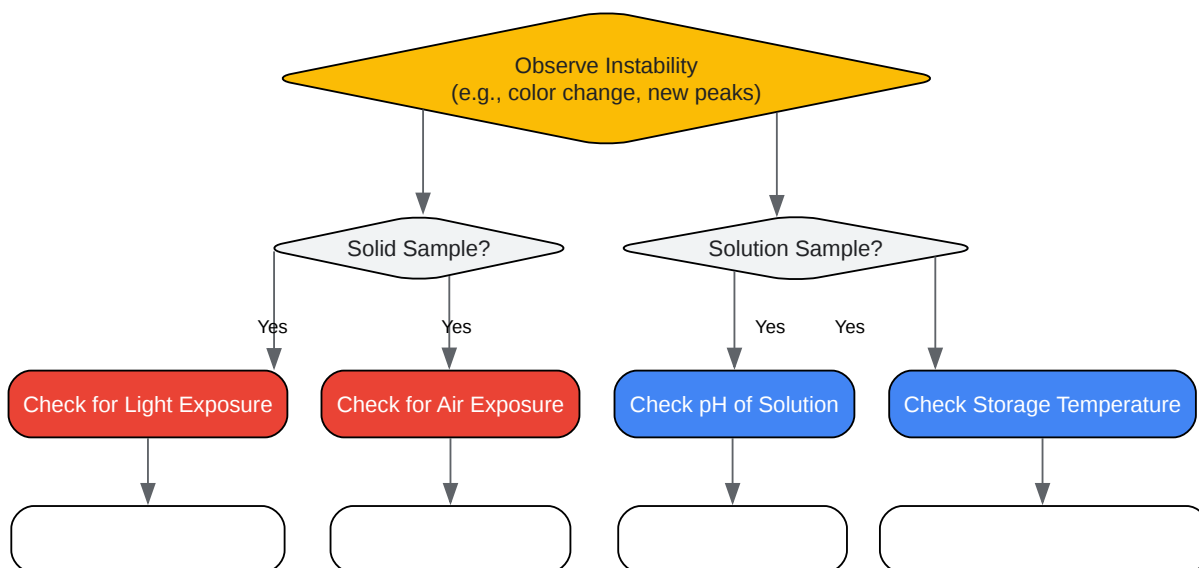 Observe Instability
(e.g., color change, new peaks)
Solid Sample?
Solution Sample?
Yes
Yes
Yes
Yes
Check for Light Exposure
Check for Air Exposure
Check pH of Solution
Check Storage Temperature